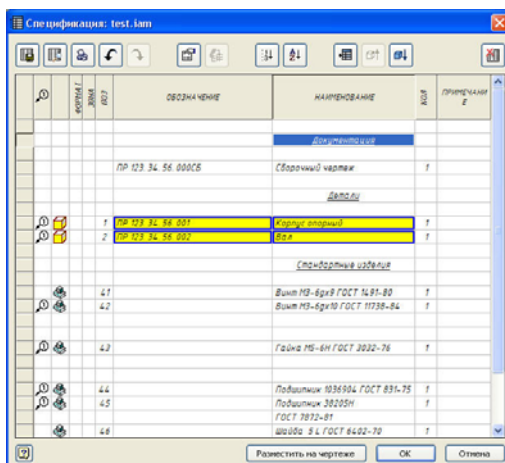 Спецификация: test.iam
ФОРМАТ ЗОНА ПОЗ ОБОЗНАЧЕНИЕ НАИМЕНОВАНИЕ КОЛ ПРИМЕЧАНИ
Е
Документация
ПР 123. 34. 56. 000СБ Сборочный чертеж 1
Детали
1 ПР 123. 34. 56. 001 Корпус опорный 1
2 ПР 123. 34. 56. 002 Вал 1
Стандартные изделия
41 Винт М3-6gх9 ГОСТ 1491-80 1
42 Винт М3-6gх10 ГОСТ 11738-84 1
43 Гайка М5-6Н ГОСТ 3032-76 1
44 Подшипник 1036904 ГОСТ 831-75 1
45 Подшипник 38205Н 1
ГОСТ 7872-81
46 Шайба 5 L ГОСТ 6402-70 1
Разместить на чертеже ОК Отмена